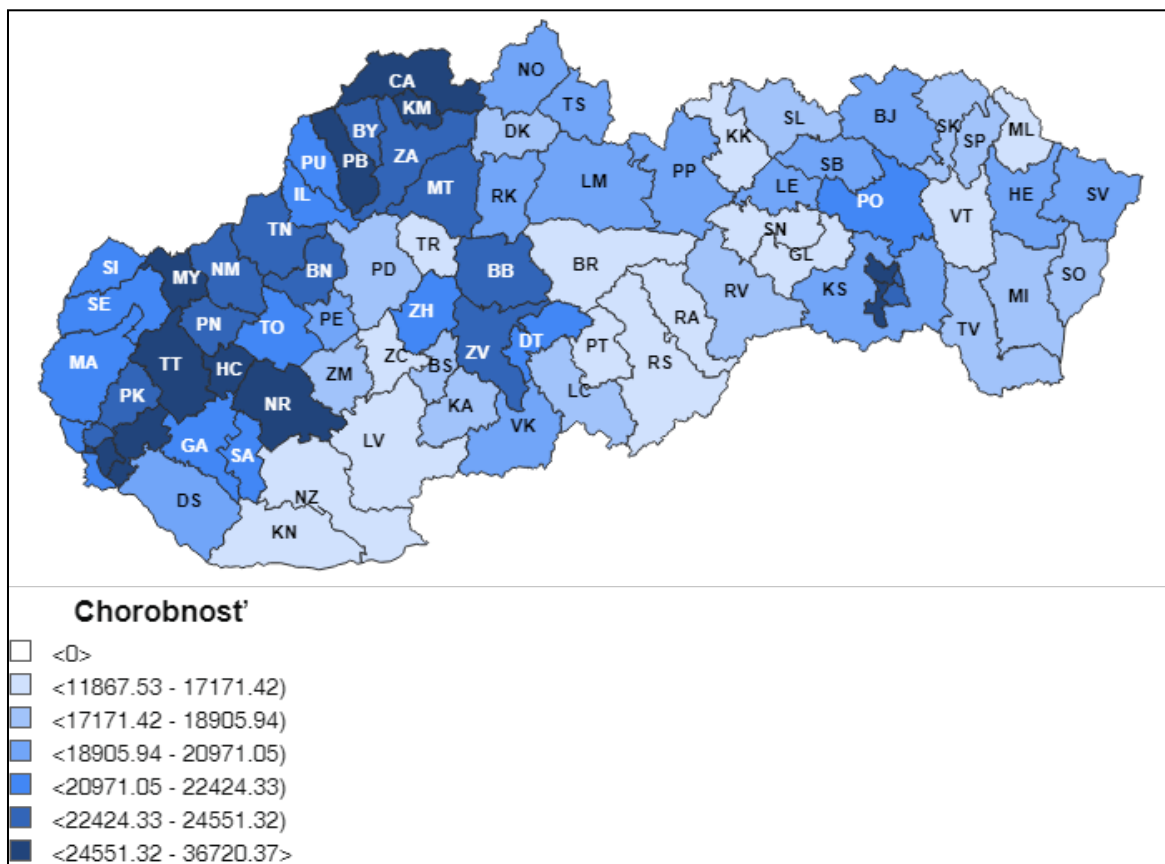 CA
NO
KM
TS
BY
DK
PU
PB
ZA
KK
SL
BJ
SK
SP
ML
IL
MT
RK
LM
PP
SB
LE
PO
HE
SV
TN
VT
SI
MY
NM
BN
PD
TR
BB
BR
SN
GL
SO
SE
PN
TO
PE
ZH
RV
KS
MI
MA
TT
HC
ZC
ZV
DT
PT
RA
RS
TV
PK
NR
ZM
BS
KA
LC
GA
SA
LV
VK
DS
NZ
KN
Chorobnosť
<0>
<11867.53 - 17171.42)
<17171.42 - 18905.94)
<18905.94 - 20971.05)
<20971.05 - 22424.33)
<22424.33 - 24551.32)
<24551.32 - 36720.37>